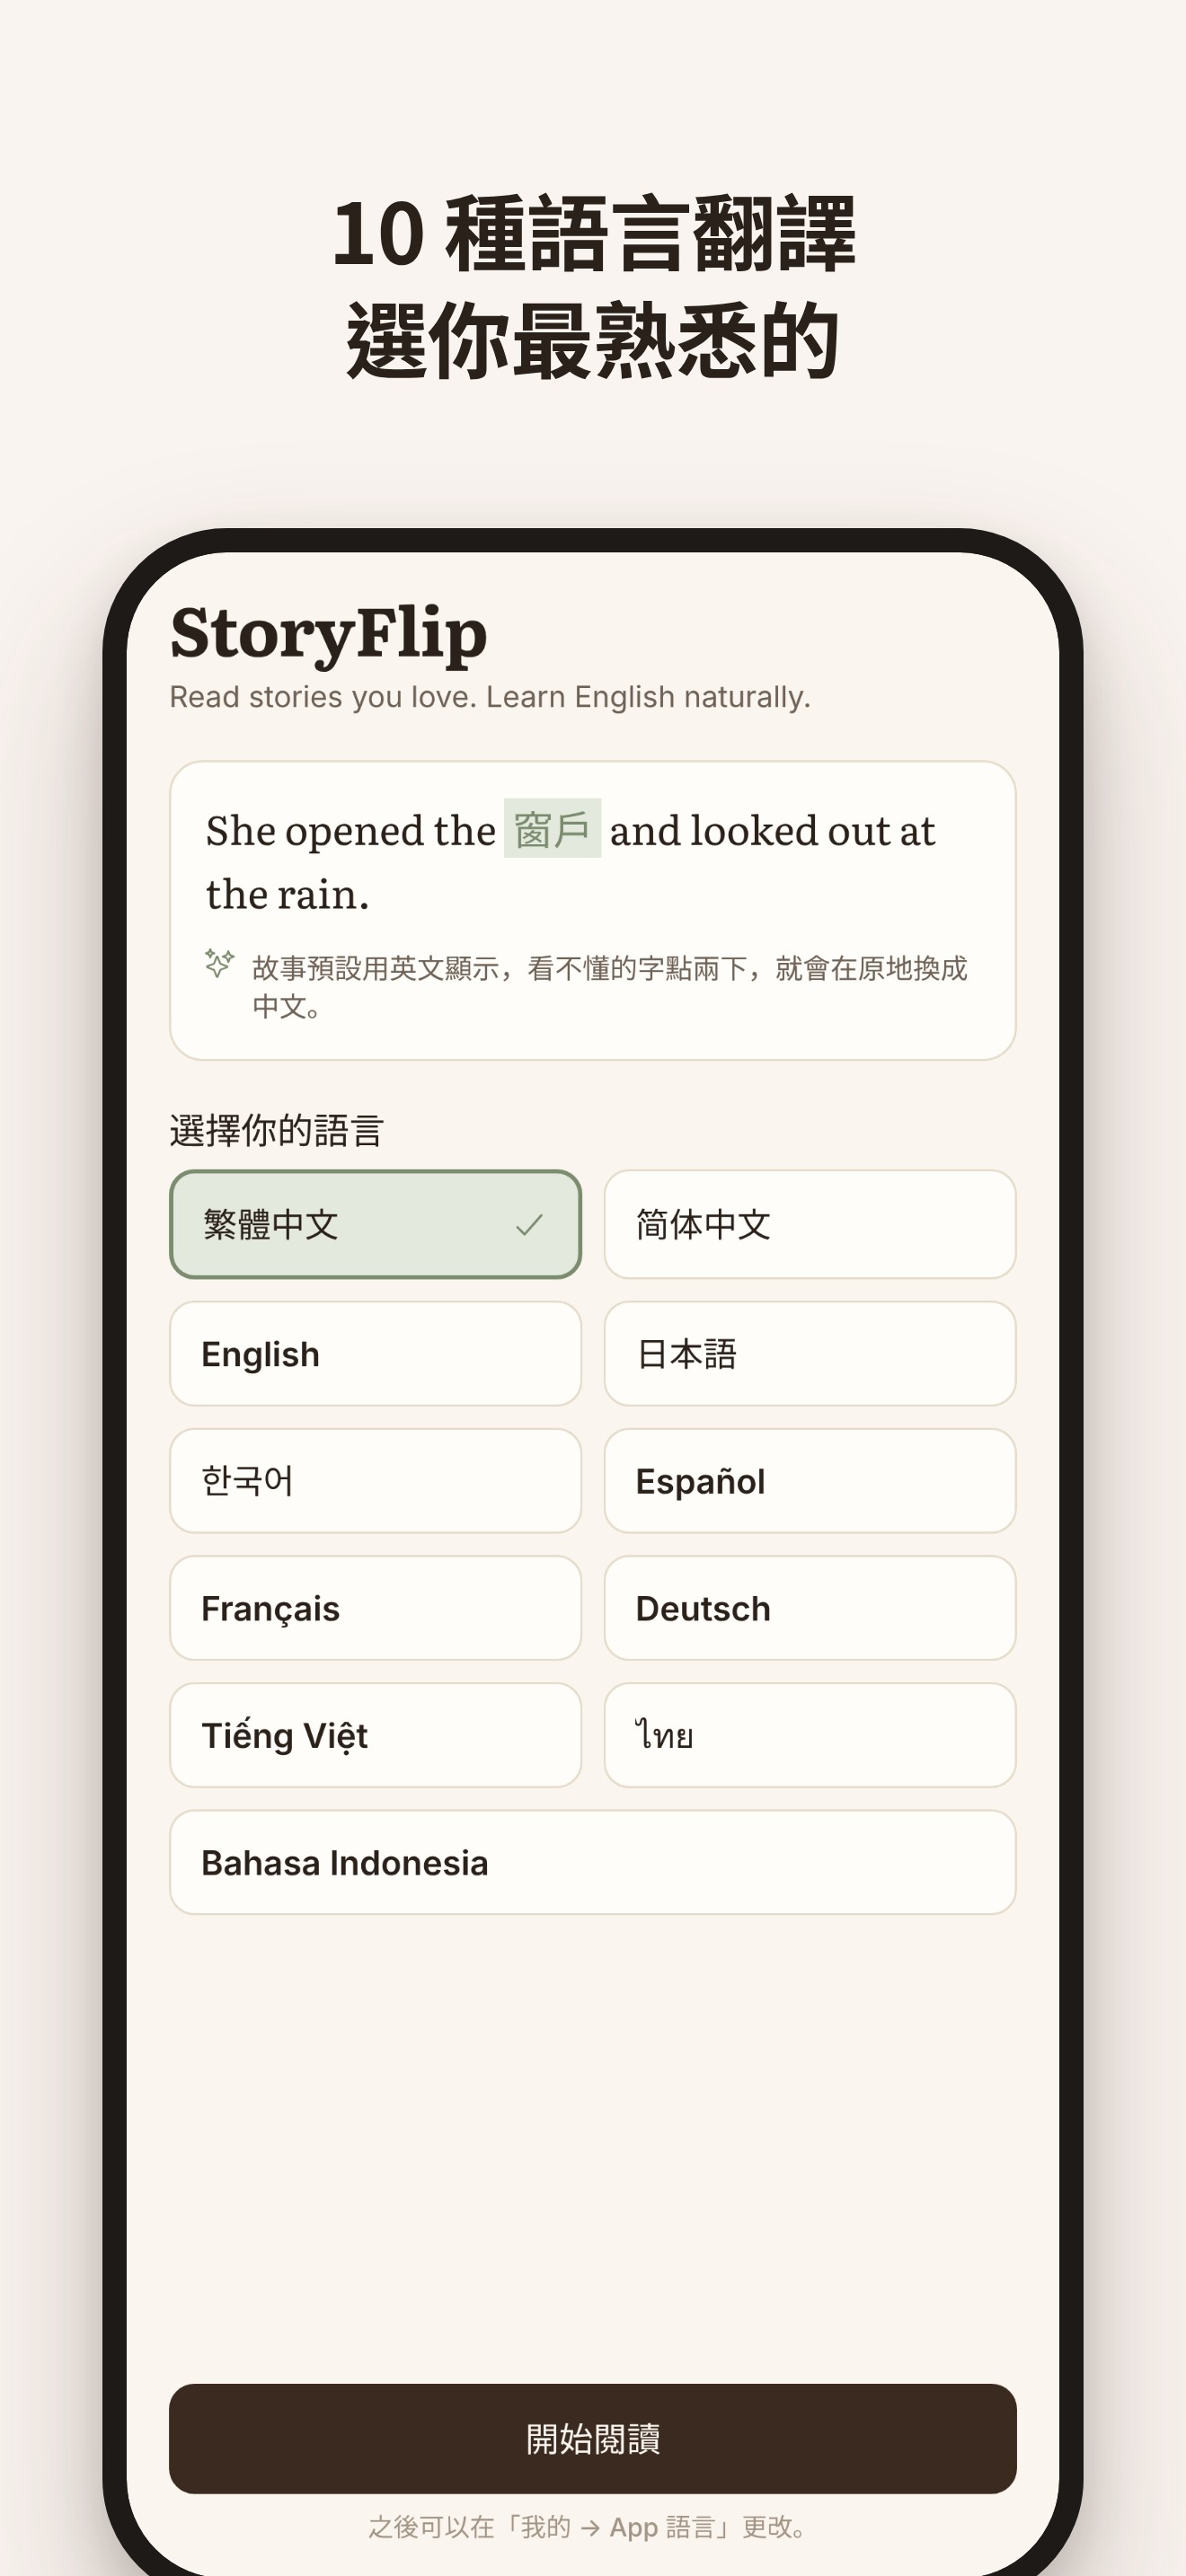 10 種語言翻譯
選你最熟悉的
StoryFlip
Read stories you love. Learn English naturally.
She opened the 窗戶 and looked out at
the rain.
故事預設用英文顯示，看不懂的字點兩下，就會在原地換成
中文。
選擇你的語言
繁體中文
简体中文
English
日本語
한국어
Español
Français
Deutsch
Tiếng Việt
ไทย
Bahasa Indonesia
開始閱讀
之後可以在「我的 → App 語言」更改。